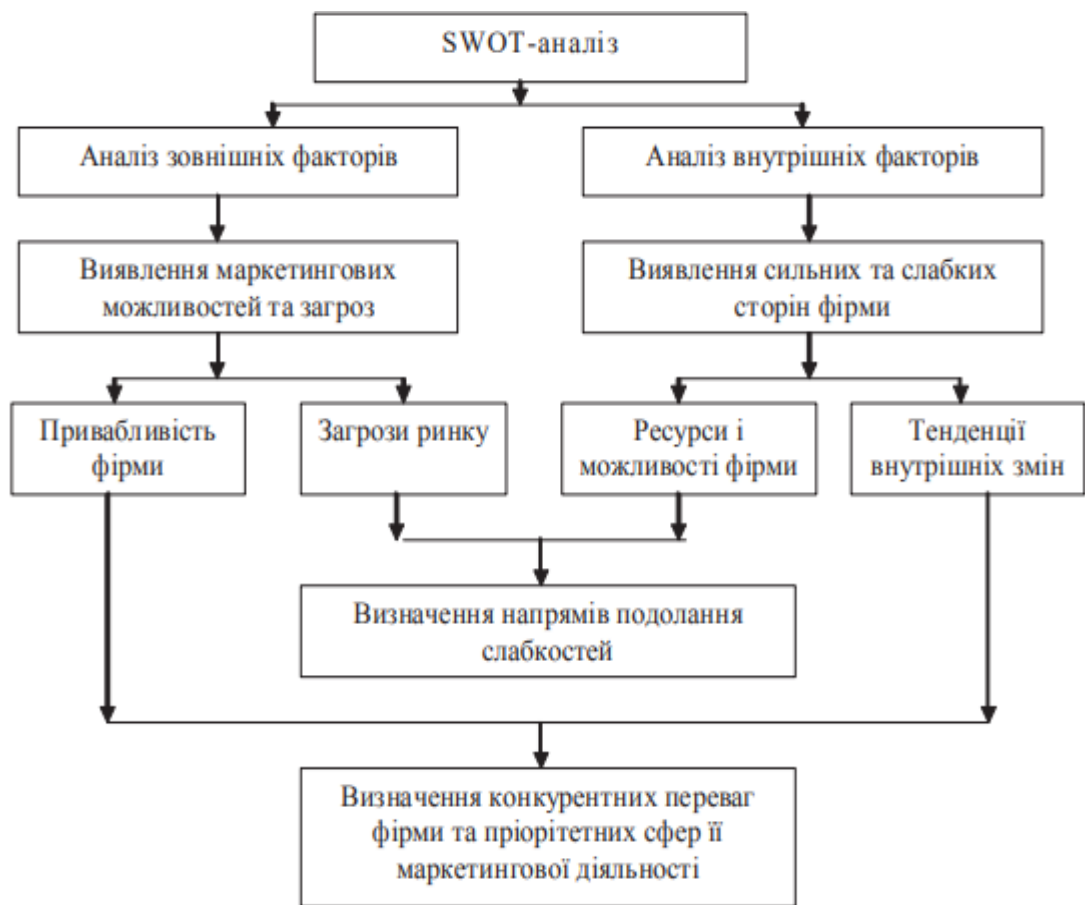 SWOT-аналіз
Аналіз зовнішніх факторів
Аналіз внутрішніх факторів
Виявлення маркетингових
можливостей та загроз
Виявлення сильних та слабких
сторін фірми
Привабливість
фірми
Загрози ринку
Ресурси і
можливості фірми
Тенденції
внутрішніх змін
Визначення напрямів подолання
слабкостей
Визначення конкурентних переваг
фірми та пріорітетних сфер її
маркетингової діяльності